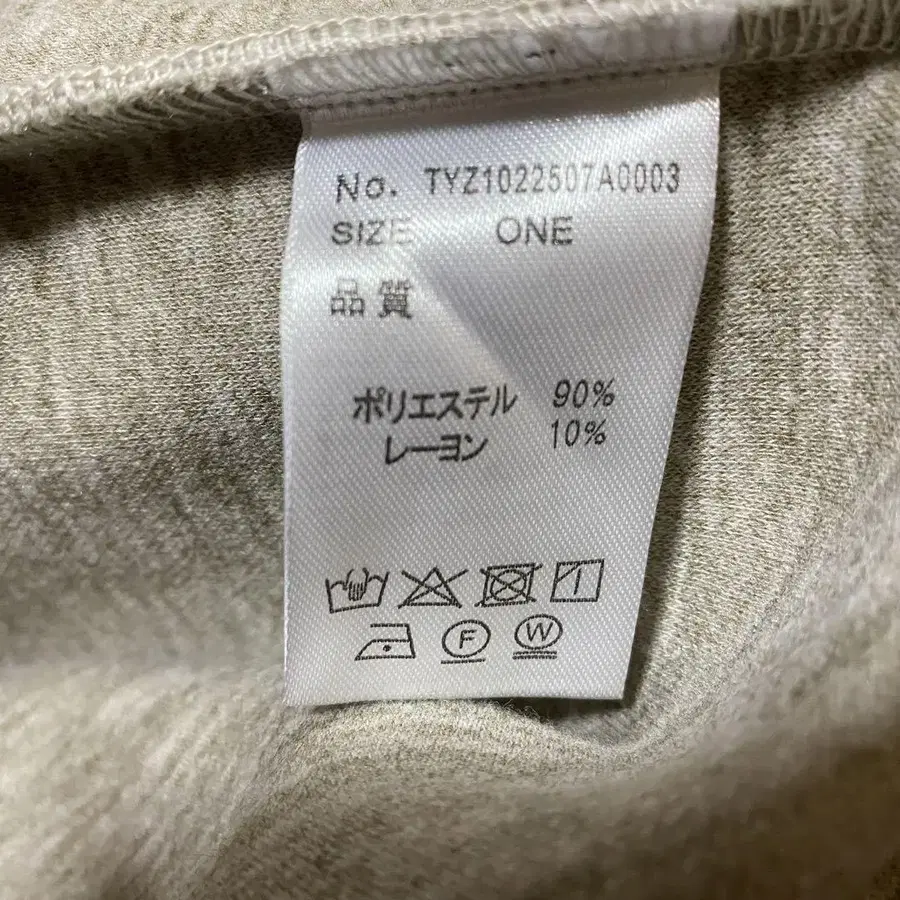 No. TYZ1022507A0003
SIZE ONE
品質
ポリエステル 90%
レーヨン 10%
F W